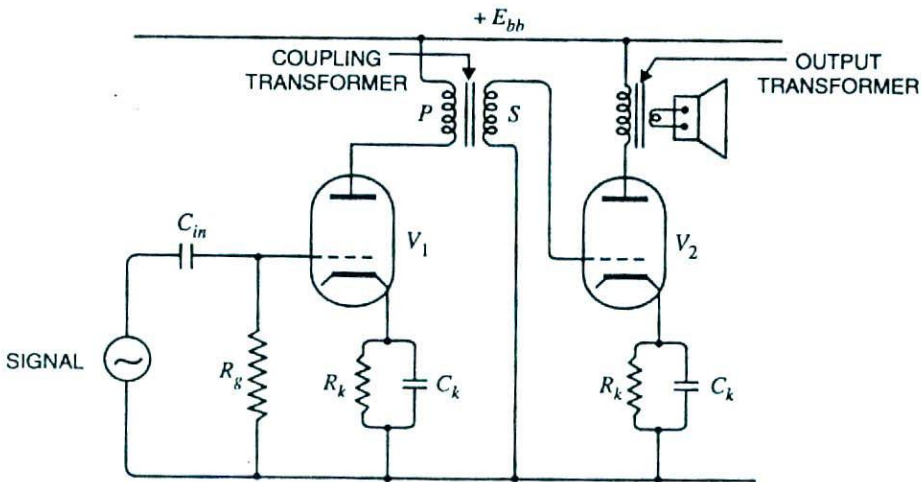 + E_bb
COUPLING
TRANSFORMER
OUTPUT
TRANSFORMER
P
S
C_in
V_1
V_2
SIGNAL
R_g
R_k
C_k
R_k
C_k